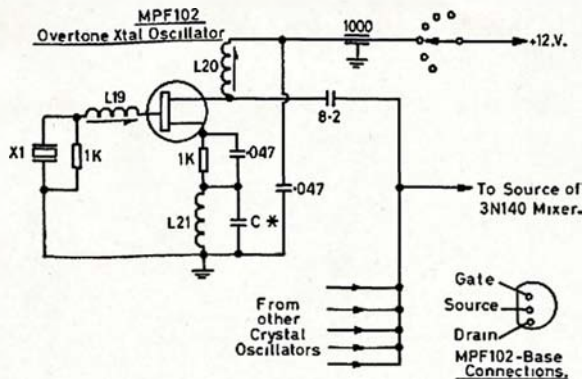 MPF102
Overtone Xtal Oscillator
1000
L20
+12.V.
L19
8·2
X1
1K
1K
·047
·047
To Source of
3N140 Mixer.
L21
C *
From
other
Crystal
Oscillators
Gate
Source
Drain
MPF102-Base
Connections.